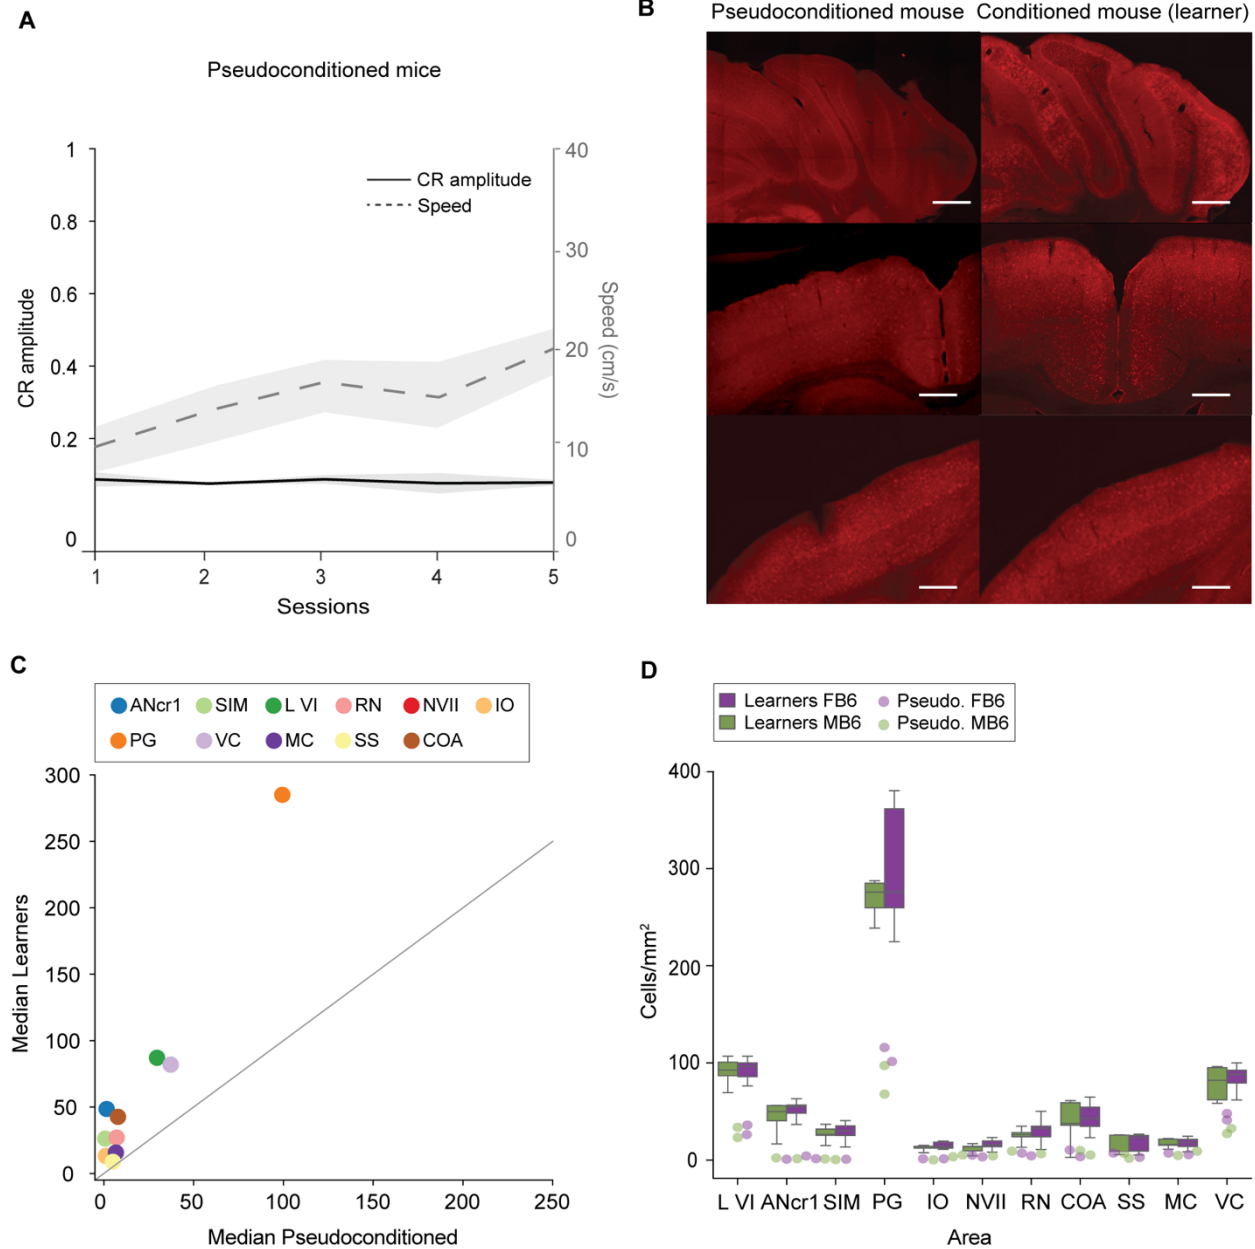 A
Pseudoconditioned mice
CR amplitude
Speed
1
0.8
0.6
0.4
0.2
0
CR amplitude
40
30
20
10
0
Speed (cm/s)
1 2 3 4 5
Sessions
B
Pseudoconditioned mouse Conditioned mouse (learner)
C
ANcr1 SIM L VI RN NVII IO
PG VC MC SS COA
300
250
200
150
100
50
0
Median Learners
0 50 100 150 200 250
Median Pseudoconditioned
D
Learners FB6 Pseudo. FB6
Learners MB6 Pseudo. MB6
400
300
200
100
0
Cells/mm²
L VI ANcr1 SIM PG IO NVII RN COA SS MC VC
Area